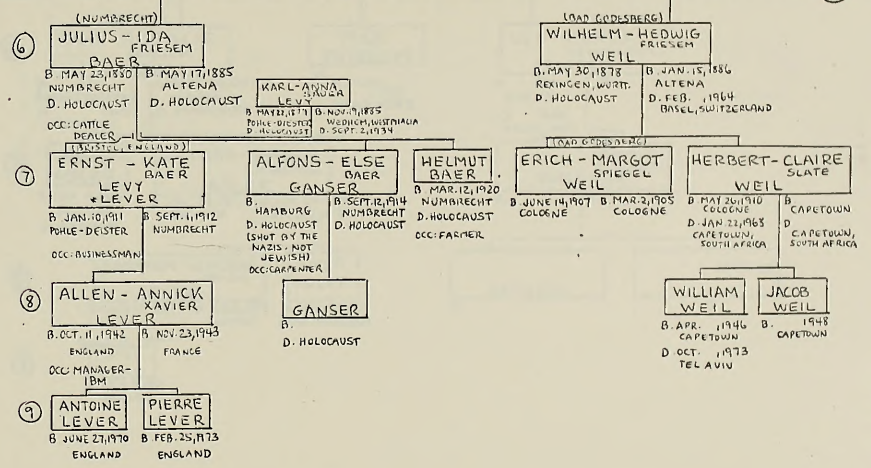 (NUMBRECHT)
(BAD GODESBERG)
6
JULIUS - IDA
FRIESEM
BAER
B. MAY 23, 1880
NUMBRECHT
D. HOLOCAUST
OCC: CATTLE
DEALER
B. MAY 17, 1885
ALTENA
D. HOLOCAUST
KARL - ANNA
BAUER
LEVY
B. MAY 22, 1877
POHLE-DEISTER
D. HOLOCAUST
B. NOV. 19, 1885
WESTPHALIA
D. SEPT. 2, 1934
WILHELM - HEDWIG
FRIESEM
WEIL
B. MAY 30, 1878
REXINGEN, WURTT.
D. HOLOCAUST
B. JAN. 15, 1886
ALTENA
D. FEB. , 1964
BASEL, SWITZERLAND
7
(BRISTOL, ENGLAND)
ERNST - KATE
BAER
LEVY
*LEVER
B. JAN. 10, 1911
POHLE-DEISTER
OCC: BUSINESSMAN
B. SEPT. 1, 1912
NUMBRECHT
ALFONS - ELSE
BAER
GANSER
B.
HAMBURG
D. HOLOCAUST
(SHOT BY THE
NAZIS. NOT
JEWISH)
OCC: CARPENTER
B. SEPT. 12, 1914
NUMBRECHT
D. HOLOCAUST
HELMUT
BAER
B. MAR. 12, 1920
NUMBRECHT
D. HOLOCAUST
OCC: FARMER
(BAD GODESBERG)
ERICH - MARGOT
SPIEGEL
WEIL
B. JUNE 14, 1907
COLOGNE
B. MAR. 2, 1905
COLOGNE
HERBERT - CLAIRE
SLATE
WEIL
B. MAY 26, 1910
COLOGNE
D. JAN. 22, 1963
CAPETOWN,
SOUTH AFRICA
B.
CAPETOWN
D
CAPETOWN,
SOUTH AFRICA
8
ALLEN - ANNICK
XAVIER
LEVER
B. OCT. 11, 1942
ENGLAND
OCC: MANAGER-
IBM
B. NOV. 23, 1943
FRANCE
GANSER
B.
D. HOLOCAUST
WILLIAM
WEIL
B. APR. , 1946
CAPETOWN
D. OCT. , 1973
TEL AVIV
JACOB
WEIL
B. 1948
CAPETOWN
9
ANTOINE
LEVER
B JUNE 27, 1970
ENGLAND
PIERRE
LEVER
B. FEB. 25, 1973
ENGLAND